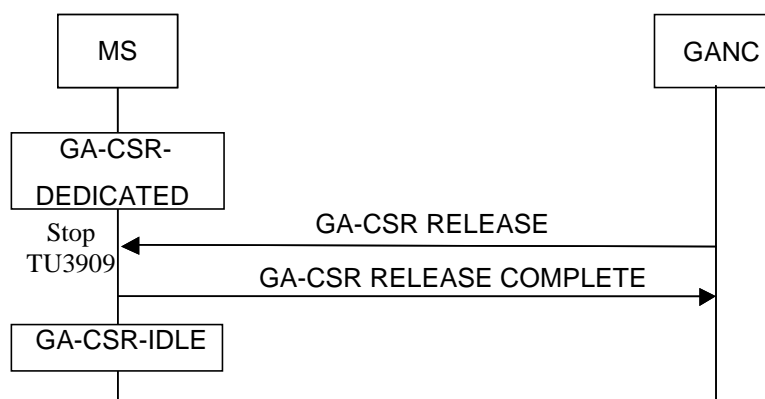 MS
GANC
GA-CSR-
DEDICATED
GA-CSR RELEASE
Stop
TU3909
GA-CSR RELEASE COMPLETE
GA-CSR-IDLE